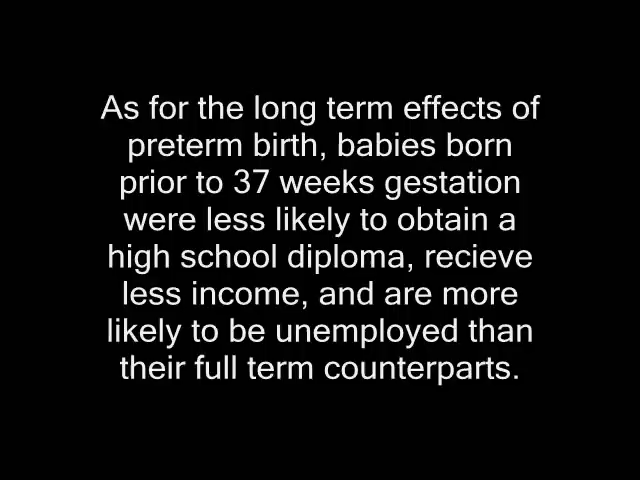 As for the long term effects of
preterm birth, babies born
prior to 37 weeks gestation
were less likely to obtain a
high school diploma, recieve
less income, and are more
likely to be unemployed than
their full term counterparts.